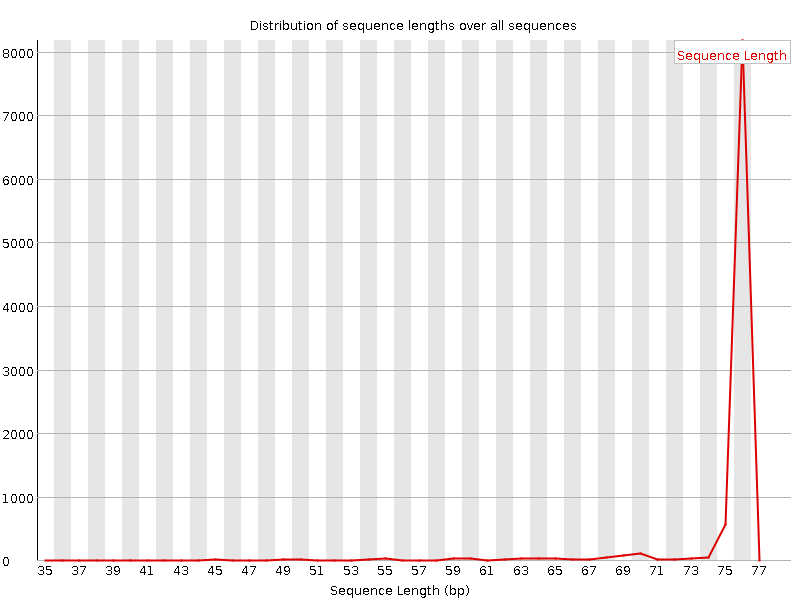 Distribution of sequence lengths over all sequences
Sequence Length
8000
7000
6000
5000
4000
3000
2000
1000
0
35 37 39 41 43 45 47 49 51 53 55 57 59 61 63 65 67 69 71 73 75 77
Sequence Length (bp)